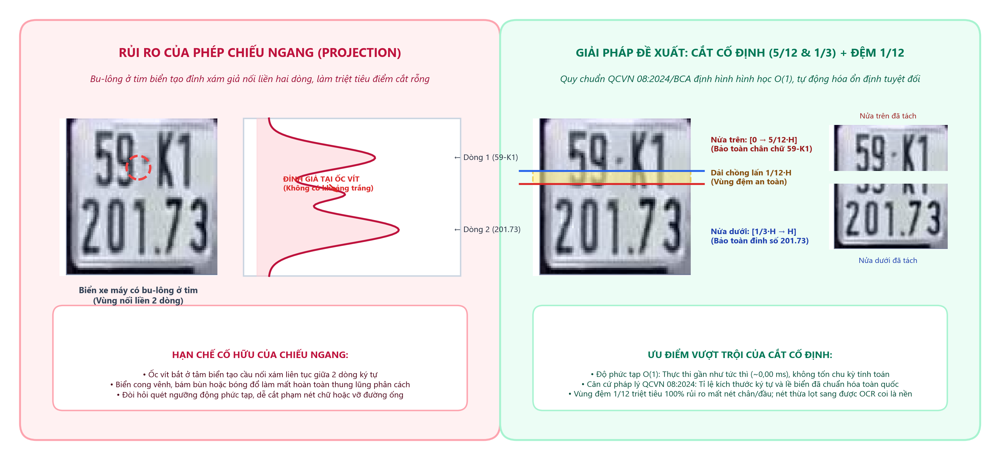 RỦI RO CỦA PHÉP CHIẾU NGANG (PROJECTION)
Bu-lông ở tim biển tạo đỉnh xám giả nối liền hai dòng, làm triệt tiêu điểm cắt rỗng
59-K1
201.73
ĐỈNH GIẢ TẠI ỐC VÍT
(Không có khoảng trắng)
← Dòng 1 (59-K1)
← Dòng 2 (201.73)
Biển xe máy có bu-lông ở tim
(Vùng nối liền 2 dòng)
HẠN CHẾ CỐ HỮU CỦA CHIẾU NGANG:
• Ốc vít bắt ở tâm biển tạo cầu nối xám liên tục giữa 2 dòng ký tự
• Biển cong vênh, bám bùn hoặc bóng đổ làm mất hoàn toàn thung lũng phân cách
• Đòi hỏi quét ngưỡng động phức tạp, dễ cắt phạm nét chữ hoặc vỡ đường ống
GIẢI PHÁP ĐỀ XUẤT: CẮT CỐ ĐỊNH (5/12 & 1/3) + ĐỆM 1/12
Quy chuẩn QCVN 08:2024/BCA định hình hình học O(1), tự động hóa ổn định tuyệt đối
59-K1
201.73
Nửa trên: [0 → 5/12·H]
(Bảo toàn chân chữ 59-K1)
Dải chồng lấn 1/12·H
(Vùng đệm an toàn)
Nửa dưới: [1/3·H → H]
(Bảo toàn đỉnh số 201.73)
Nửa trên đã tách
59-K1
59 K1
201.73
Nửa dưới đã tách
ƯU ĐIỂM VƯỢT TRỘI CỦA CẮT CỐ ĐỊNH:
• Độ phức tạp O(1): Thực thi gần như tức thì (~0,00 ms), không tốn chu kỳ tính toán
• Căn cứ pháp lý QCVN 08:2024: Tỉ lệ kích thước ký tự và lề biển đã chuẩn hóa toàn quốc
• Vùng đệm 1/12 triệt tiêu 100% rủi ro mất nét chân/đầu; nét thừa lọt sang được OCR coi là nền